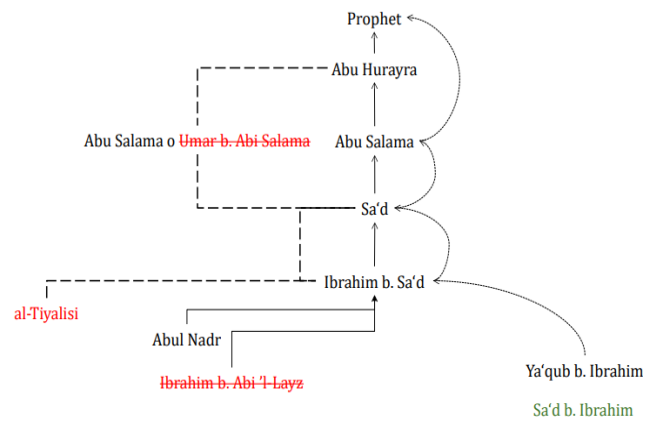 Prophet
Abu Hurayra
Abu Salama o Umar b. Abi Salama
Abu Salama
Sa‘d
Ibrahim b. Sa‘d
al-Tiyalisi
Abul Nadr
Ya‘qub b. Ibrahim
Ibrahim b. Abi ’l-Layz
Sa‘d b. Ibrahim